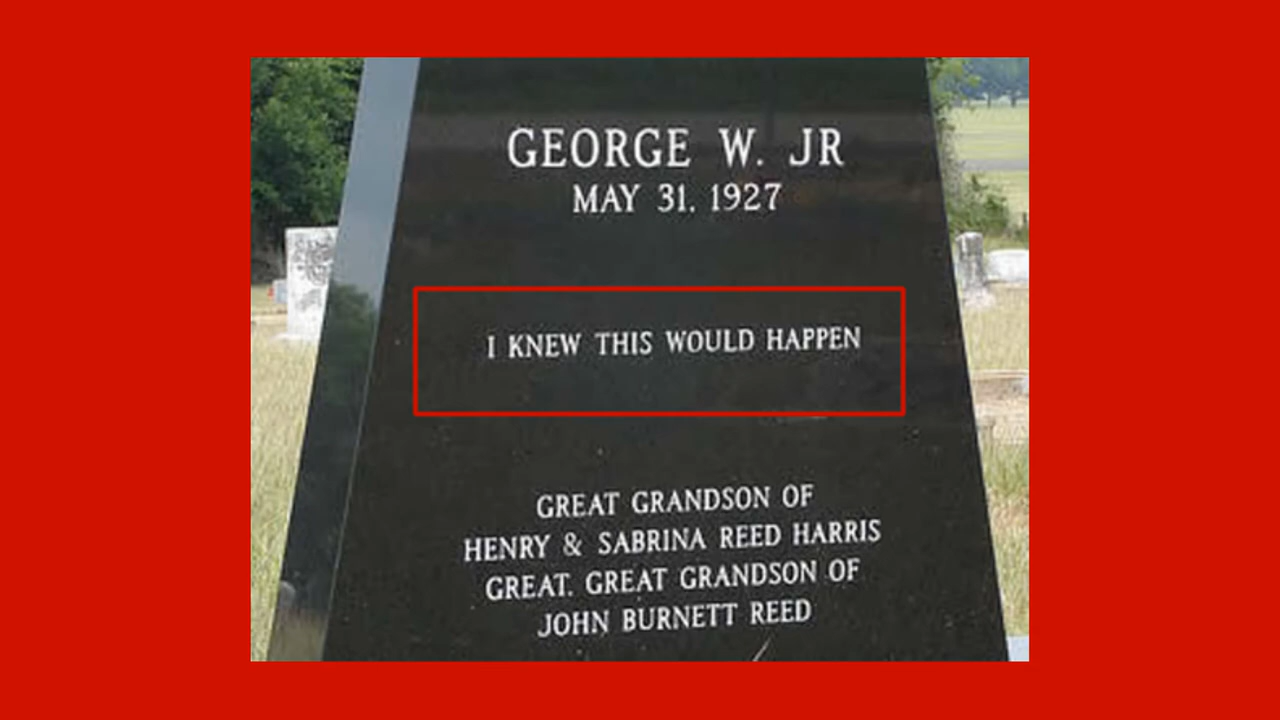 GEORGE W. JR
MAY 31, 1927
I KNEW THIS WOULD HAPPEN
GREAT GRANDSON OF
HENRY & SABRINA REED HARRIS
GREAT. GREAT GRANDSON OF
JOHN BURNETT REED